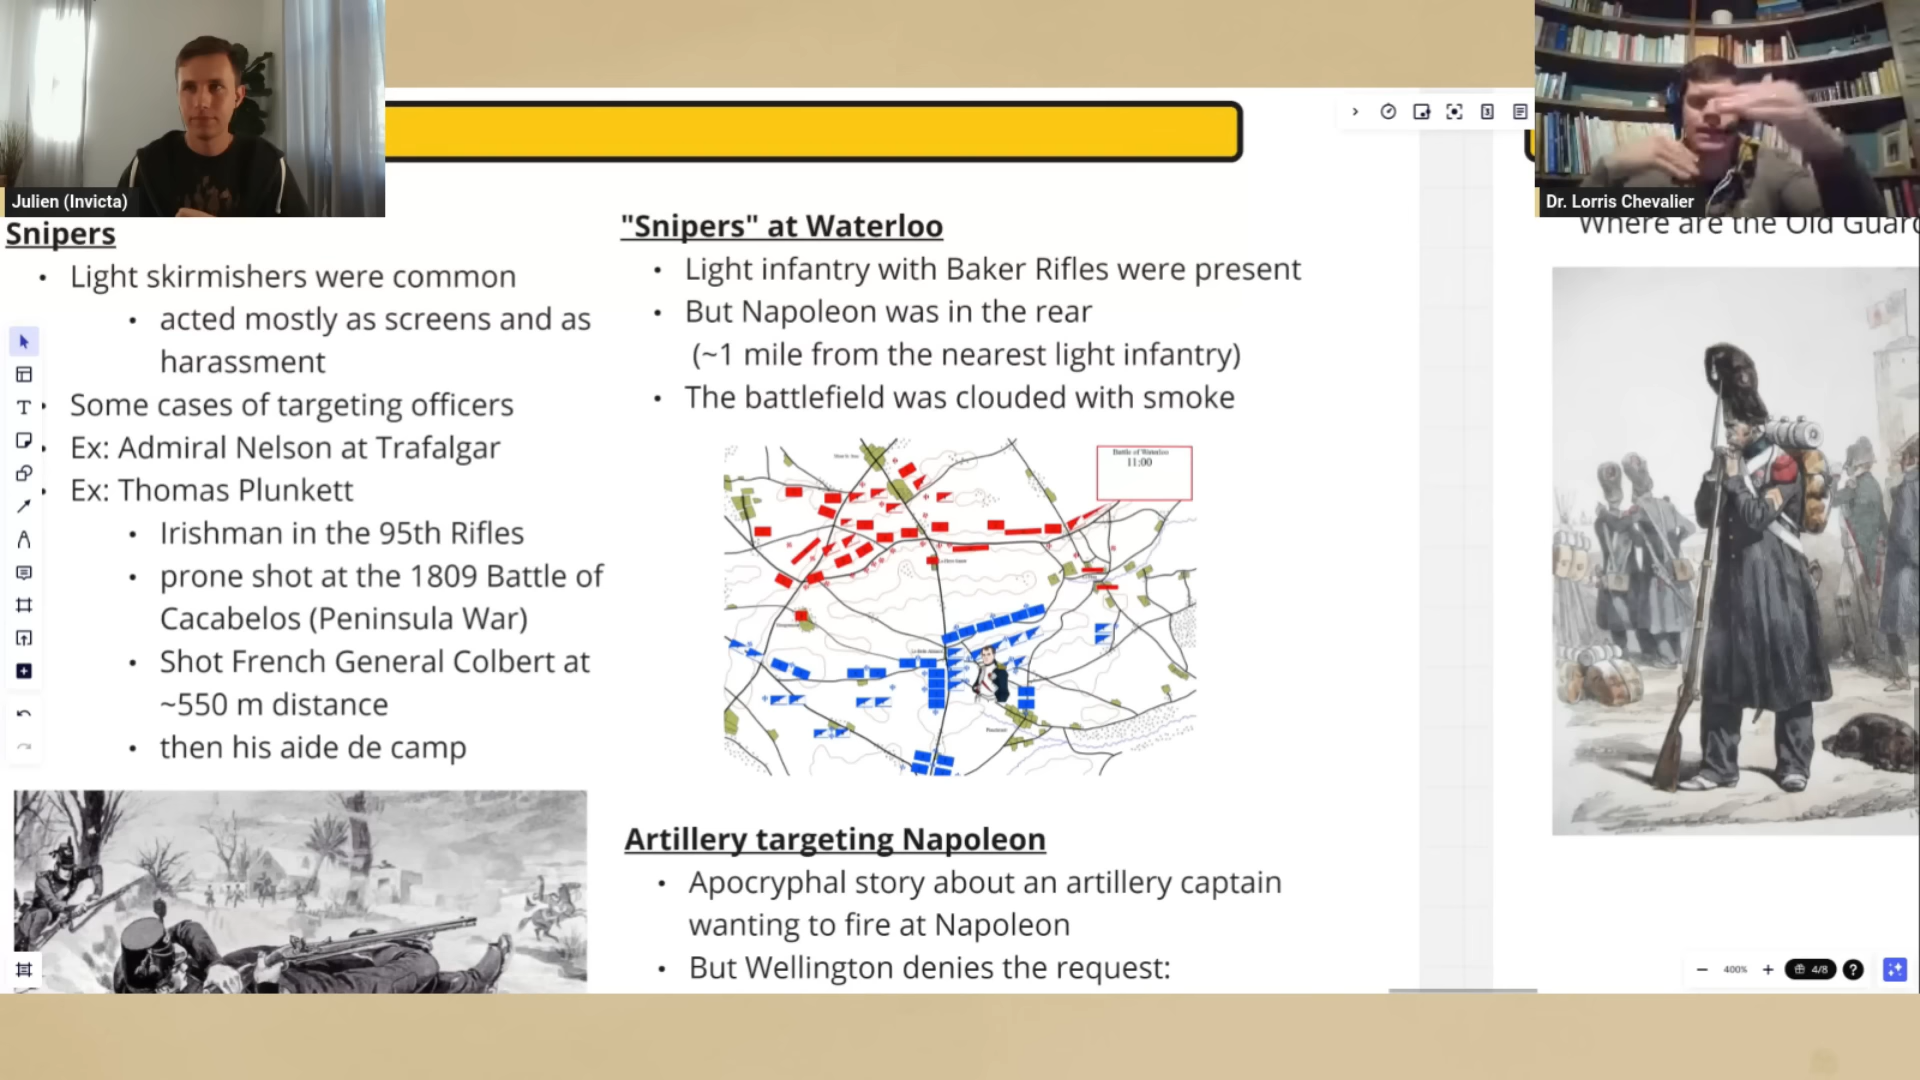 Julien (Invicta)
Dr. Lorris Chevalier
Snipers
• Light skirmishers were common
• acted mostly as screens and as
harassment
• Some cases of targeting officers
• Ex: Admiral Nelson at Trafalgar
• Ex: Thomas Plunkett
• Irishman in the 95th Rifles
• prone shot at the 1809 Battle of
Cacabelos (Peninsula War)
• Shot French General Colbert at
~550 m distance
• then his aide de camp
"Snipers" at Waterloo
• Light infantry with Baker Rifles were present
• But Napoleon was in the rear
(~1 mile from the nearest light infantry)
• The battlefield was clouded with smoke
Battle of Waterloo
11:00
Artillery targeting Napoleon
• Apocryphal story about an artillery captain
wanting to fire at Napoleon
• But Wellington denies the request:
Where are the Old Guar
400%
4/8